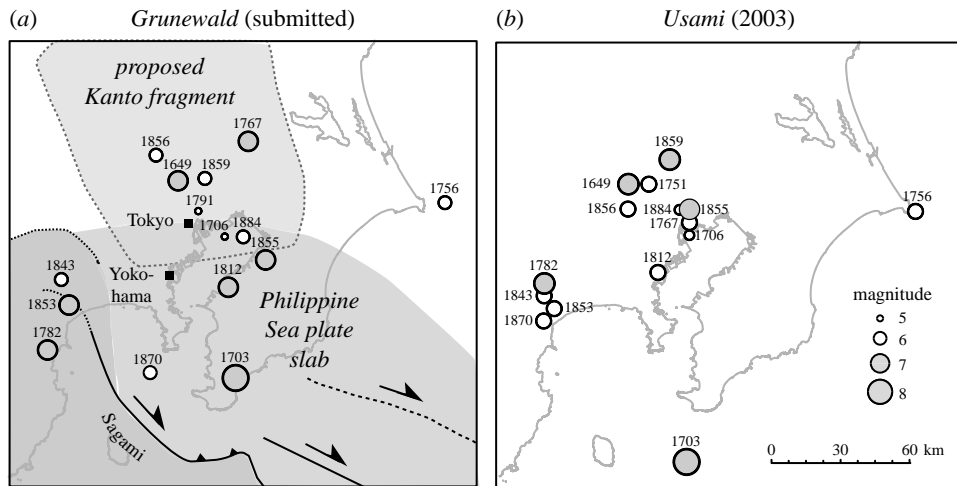 (a) Grunewald (submitted)
proposed
Kanto fragment
1767
1856
1649
1859
1791
1756
Tokyo
1706
1884
1855
1843
Yoko-
hama
1812
1853
Philippine
Sea plate
slab
1782
1870
1703
Sagami
(b) Usami (2003)
1859
1649
1751
1756
1856
1884
1855
1767
1706
1812
1782
1843
1853
1870
magnitude
5
6
7
8
1703
0 30 60
km